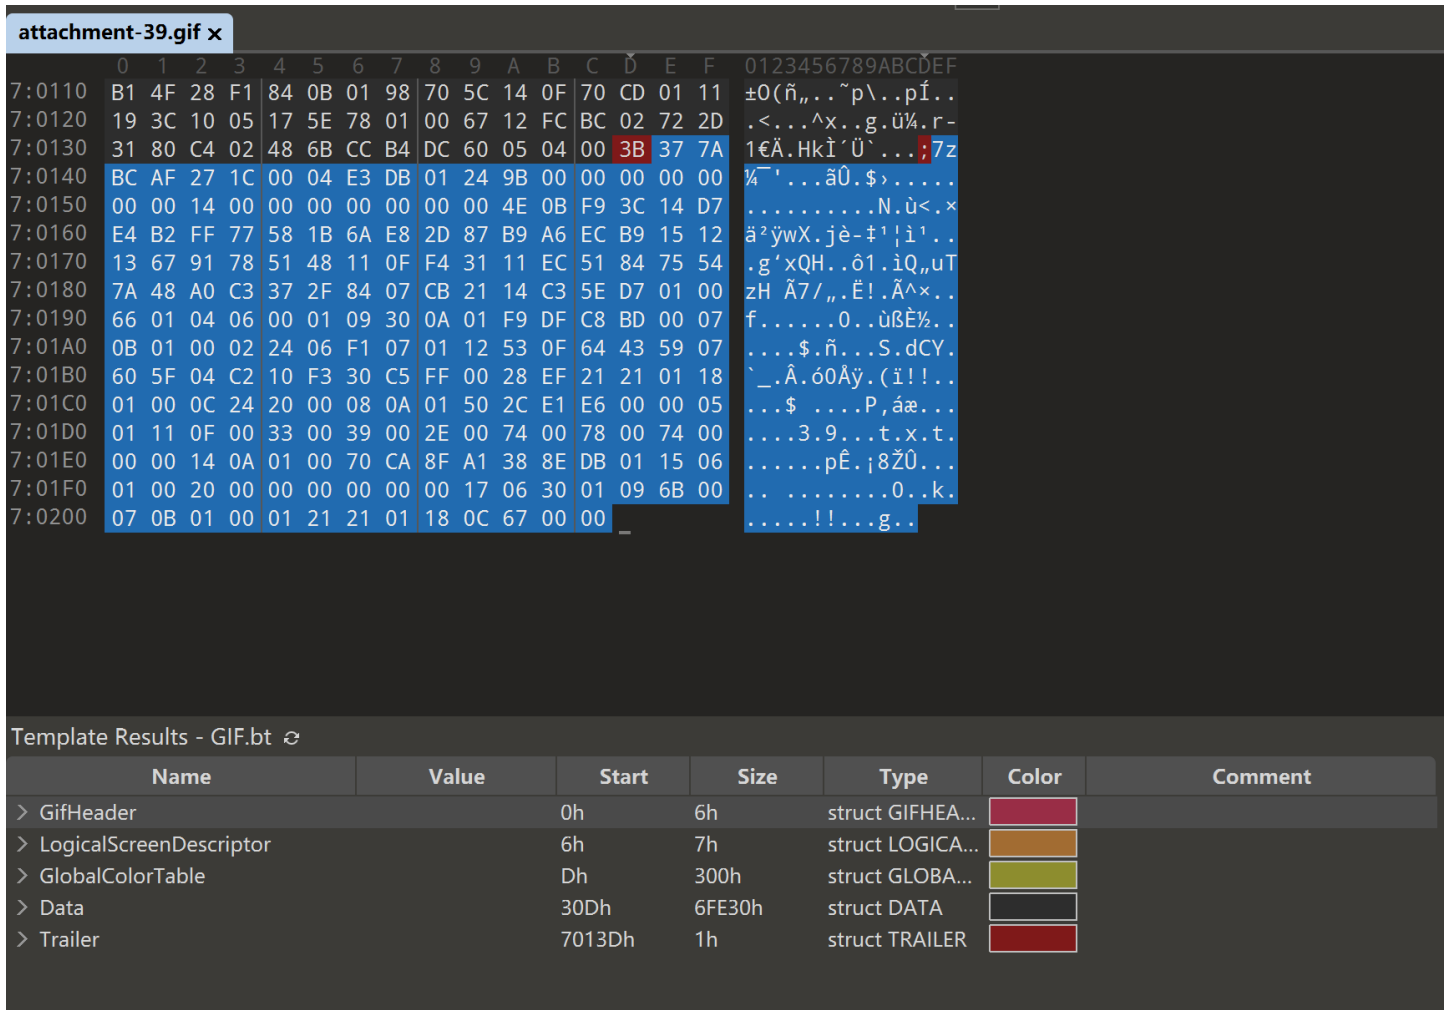 attachment-39.gif ×
0 1 2 3 4 5 6 7 8 9 A B C D E F 0123456789ABCDEF
7:0110 B1 4F 28 F1 84 0B 01 98 70 5C 14 0F 70 CD 01 11 ±O(ñ„..˜p\..pÍ..
7:0120 19 3C 10 05 17 5E 78 01 00 67 12 FC BC 02 72 2D .<...^x..g.ü¼.r-
7:0130 31 80 C4 02 48 6B CC B4 DC 60 05 04 00 3B 37 7A 1€Ä.HkÌ´Ü`...;7z
7:0140 BC AF 27 1C 00 04 E3 DB 01 24 9B 00 00 00 00 00 ¼¯'...ãÛ.$›.....
7:0150 00 00 14 00 00 00 00 00 00 00 4E 0B F9 3C 14 D7 ..........N.ù<.×
7:0160 E4 B2 FF 77 58 1B 6A E8 2D 87 B9 A6 EC B9 15 12 ä²ÿwX.jè-‡¹¦ì¹..
7:0170 13 67 91 78 51 48 11 0F F4 31 11 EC 51 84 75 54 .g‘xQH..ô1.ìQ„uT
7:0180 7A 48 A0 C3 37 2F 84 07 CB 21 14 C3 5E D7 01 00 zH Ã7/„.Ë!.Ã^×..
7:0190 66 01 04 06 00 01 09 30 0A 01 F9 DF C8 BD 00 07 f......0..ùßÈ½..
7:01A0 0B 01 00 02 24 06 F1 07 01 12 53 0F 64 43 59 07 ....$.ñ...S.dCY.
7:01B0 60 5F 04 C2 10 F3 30 C5 FF 00 28 EF 21 21 01 18 `_.Â.ó0Åÿ.(ï!!..
7:01C0 01 00 0C 24 20 00 08 0A 01 50 2C E1 E6 00 00 05 ...$ ....P,áæ...
7:01D0 01 11 0F 00 33 00 39 00 2E 00 74 00 78 00 74 00 ....3.9...t.x.t.
7:01E0 00 00 14 0A 01 00 70 CA 8F A1 38 8E DB 01 15 06 ......pÊ.¡8ŽÛ...
7:01F0 01 00 20 00 00 00 00 00 00 17 06 30 01 09 6B 00 .. ........0..k.
7:0200 07 0B 01 00 01 21 21 01 18 0C 67 00 00 .....!!...g..
Template Results - GIF.bt
Name Value Start Size Type Color Comment
GifHeader 0h 6h struct GIFHEA...
LogicalScreenDescriptor 6h 7h struct LOGICA...
GlobalColorTable Dh 300h struct GLOBA...
Data 30Dh 6FE30h struct DATA
Trailer 7013Dh 1h struct TRAILER